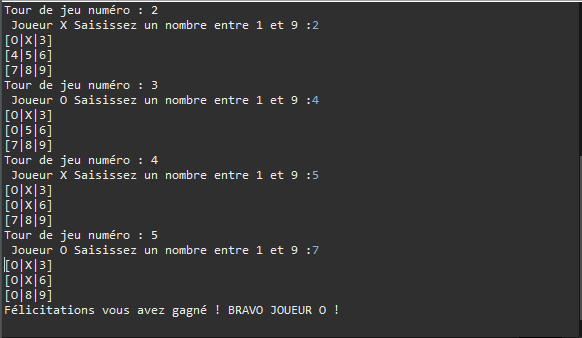 Tour de jeu numéro : 2
Joueur X Saisissez un nombre entre 1 et 9 :2
[O|X|3]
[4|5|6]
[7|8|9]
Tour de jeu numéro : 3
Joueur O Saisissez un nombre entre 1 et 9 :4
[O|X|3]
[O|5|6]
[7|8|9]
Tour de jeu numéro : 4
Joueur X Saisissez un nombre entre 1 et 9 :5
[O|X|3]
[O|X|6]
[7|8|9]
Tour de jeu numéro : 5
Joueur O Saisissez un nombre entre 1 et 9 :7
[O|X|3]
[O|X|6]
[O|8|9]
Félicitations vous avez gagné ! BRAVO JOUEUR O !